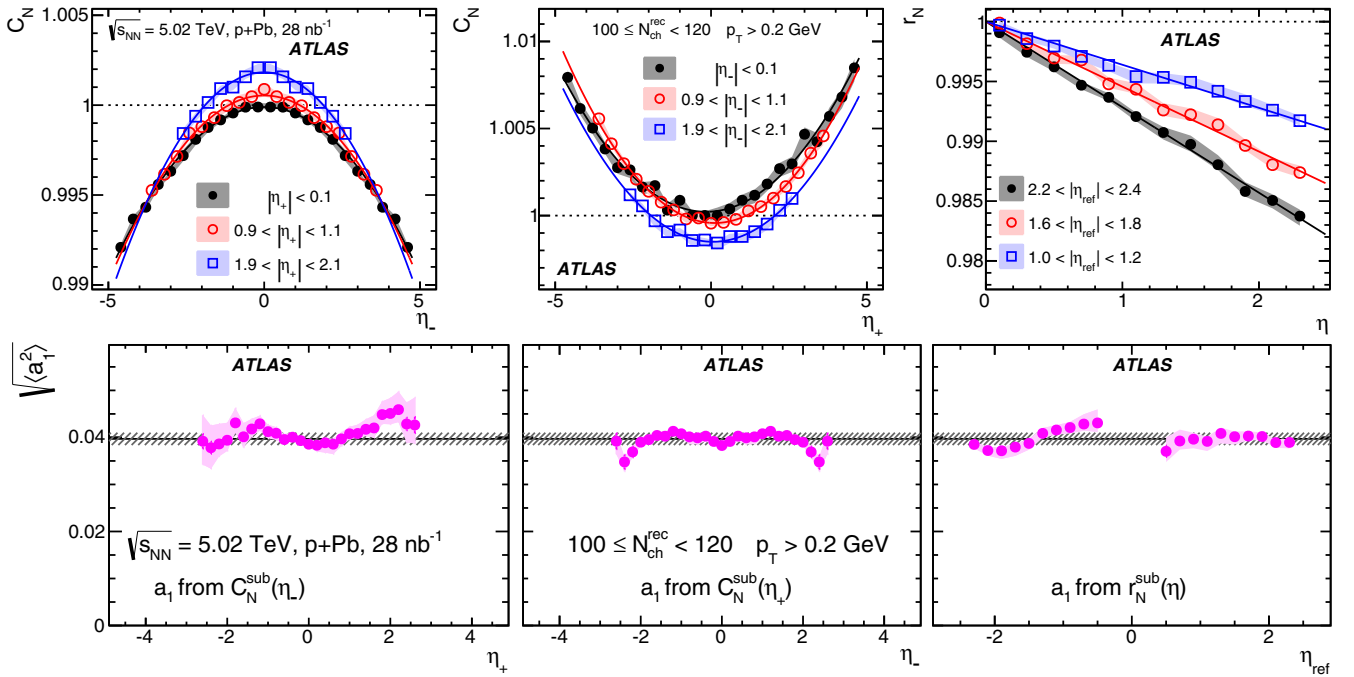 C_N
1.005
√s_NN = 5.02 TeV, p+Pb, 28 nb⁻¹
ATLAS
1
0.995
0.99
|η₊| < 0.1
0.9 < |η₊| < 1.1
1.9 < |η₊| < 2.1
-5 0 5
η₋
C_N
1.01
1.005
1
100 ≤ N_ch^rec < 120 p_T > 0.2 GeV
|η₋| < 0.1
0.9 < |η₋| < 1.1
1.9 < |η₋| < 2.1
ATLAS
-5 0 5
η₊
r_N
1
0.995
0.99
0.985
0.98
ATLAS
2.2 < |η_ref| < 2.4
1.6 < |η_ref| < 1.8
1.0 < |η_ref| < 1.2
0 1 2
η
√⟨a₁²⟩
0.04
0.02
0
ATLAS
√s_NN = 5.02 TeV, p+Pb, 28 nb⁻¹
a₁ from C_N^sub(η₋)
-4 -2 0 2 4
η₊
ATLAS
100 ≤ N_ch^rec < 120 p_T > 0.2 GeV
a₁ from C_N^sub(η₊)
-4 -2 0 2 4
η₋
ATLAS
a₁ from r_N^sub(η)
-2 0 2
η_ref